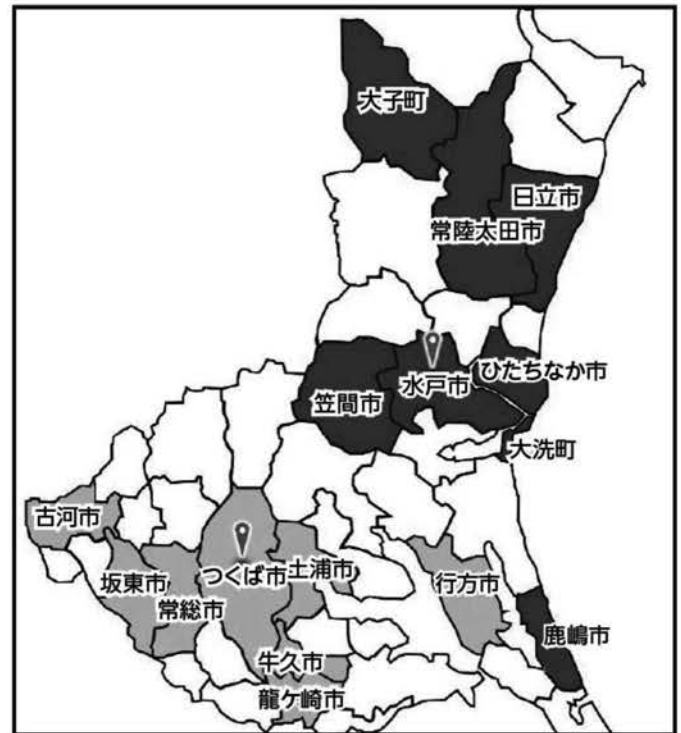 大子町
日立市
常陸太田市
ひたちなか市
水戸市
笠間市
大洗町
古河市
つくば市
土浦市
坂東市
行方市
常総市
鹿嶋市
牛久市
龍ケ崎市